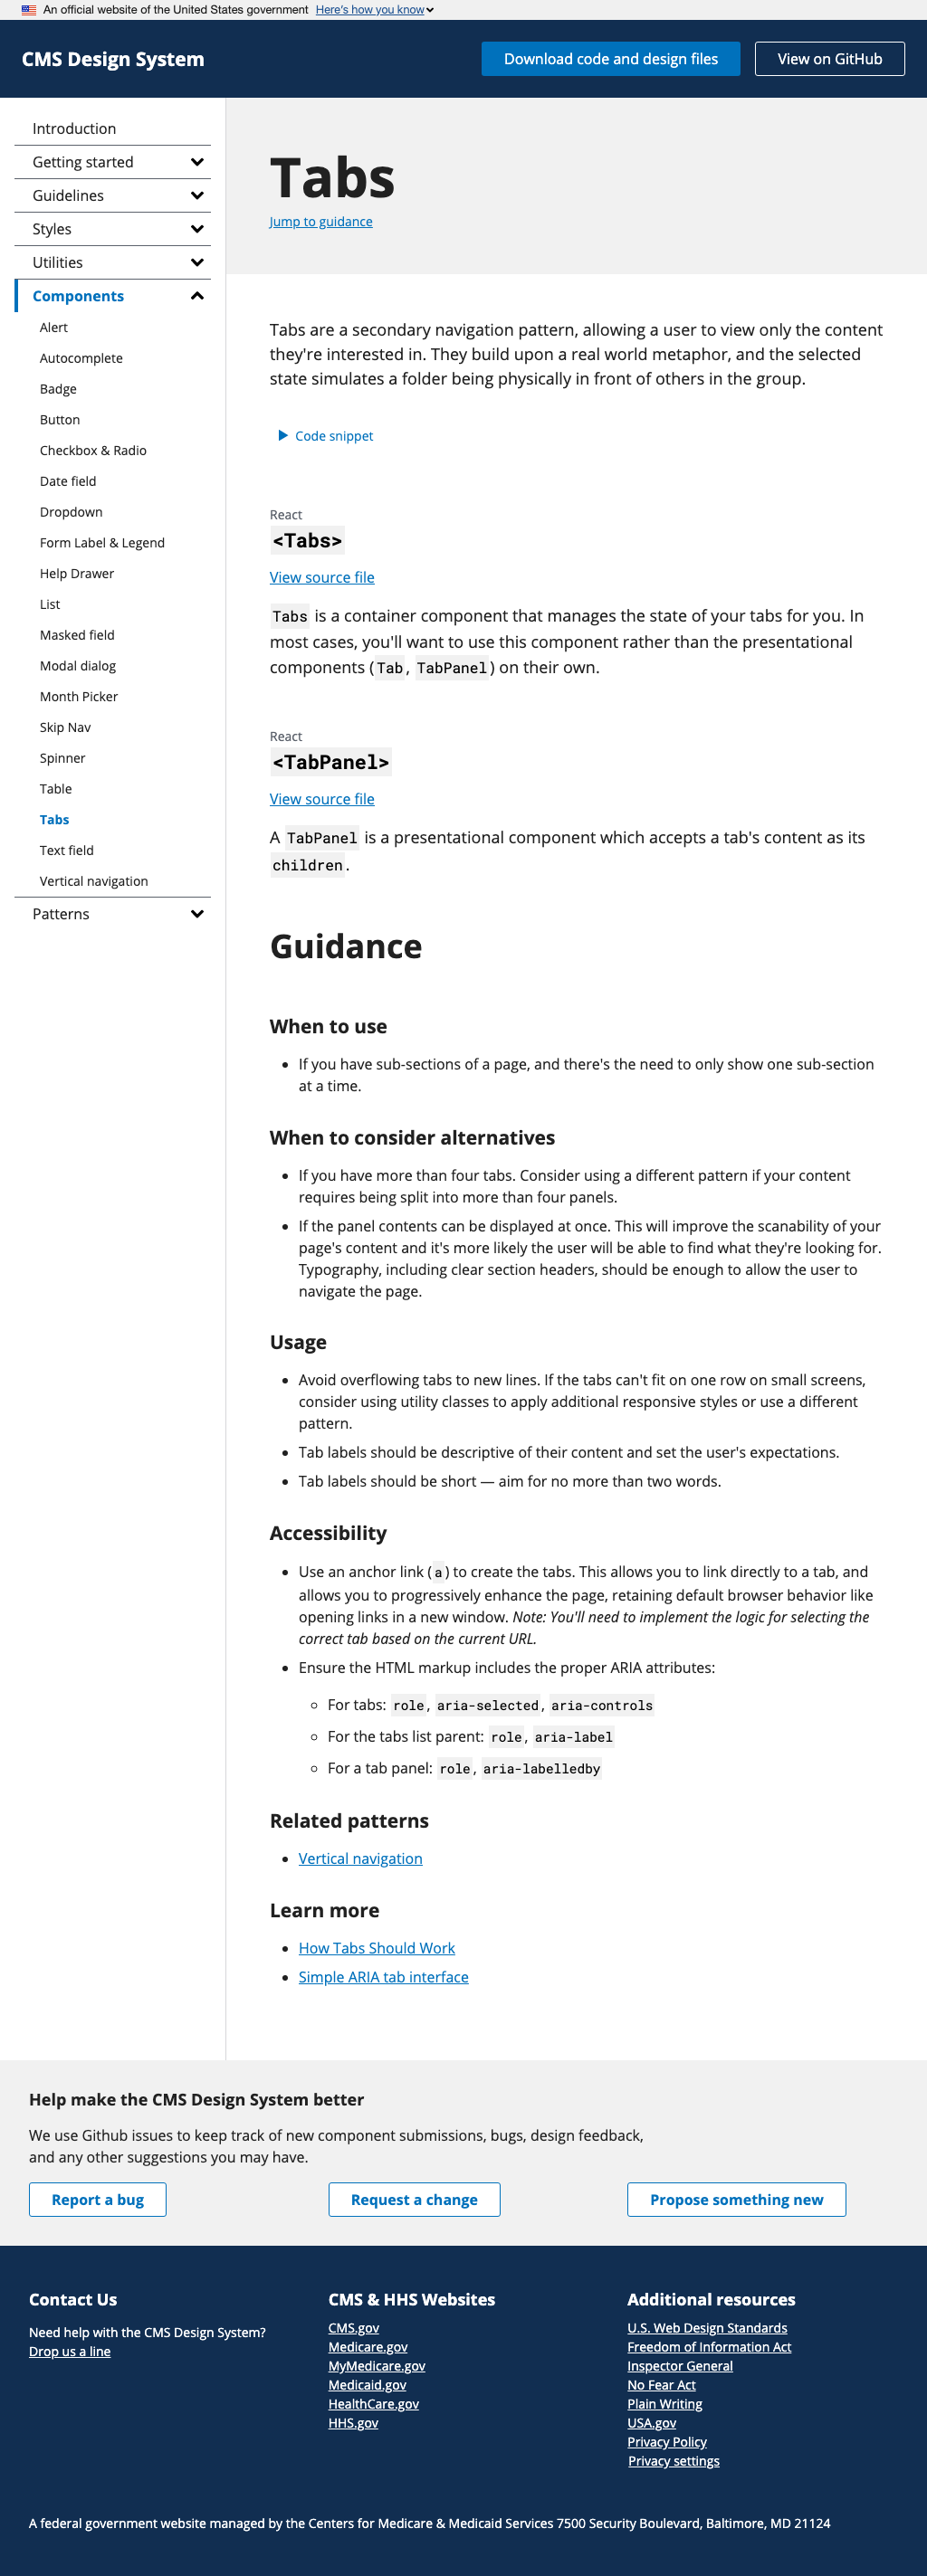 An official website of the United States government Here's how you know
CMS Design System
Download code and design files
View on GitHub
Introduction
Getting started
Guidelines
Styles
Utilities
Components
Alert
Autocomplete
Badge
Button
Checkbox & Radio
Date field
Dropdown
Form Label & Legend
Help Drawer
List
Masked field
Modal dialog
Month Picker
Skip Nav
Spinner
Table
Tabs
Text field
Vertical navigation
Patterns
Tabs
Jump to guidance
Tabs are a secondary navigation pattern, allowing a user to view only the content
they're interested in. They build upon a real world metaphor, and the selected
state simulates a folder being physically in front of others in the group.
Code snippet
React
<Tabs>
View source file
Tabs is a container component that manages the state of your tabs for you. In
most cases, you'll want to use this component rather than the presentational
components (Tab, TabPanel) on their own.
React
<TabPanel>
View source file
A TabPanel is a presentational component which accepts a tab's content as its
children.
Guidance
When to use
If you have sub-sections of a page, and there's the need to only show one sub-section
at a time.
When to consider alternatives
If you have more than four tabs. Consider using a different pattern if your content
requires being split into more than four panels.
If the panel contents can be displayed at once. This will improve the scanability of your
page's content and it's more likely the user will be able to find what they're looking for.
Typography, including clear section headers, should be enough to allow the user to
navigate the page.
Usage
Avoid overflowing tabs to new lines. If the tabs can't fit on one row on small screens,
consider using utility classes to apply additional responsive styles or use a different
pattern.
Tab labels should be descriptive of their content and set the user's expectations.
Tab labels should be short — aim for no more than two words.
Accessibility
Use an anchor link (a) to create the tabs. This allows you to link directly to a tab, and
allows you to progressively enhance the page, retaining default browser behavior like
opening links in a new window. Note: You'll need to implement the logic for selecting the
correct tab based on the current URL.
Ensure the HTML markup includes the proper ARIA attributes:
For tabs: role, aria-selected, aria-controls
For the tabs list parent: role, aria-label
For a tab panel: role, aria-labelledby
Related patterns
Vertical navigation
Learn more
How Tabs Should Work
Simple ARIA tab interface
Help make the CMS Design System better
We use Github issues to keep track of new component submissions, bugs, design feedback,
and any other suggestions you may have.
Report a bug
Request a change
Propose something new
Contact Us
Need help with the CMS Design System?
Drop us a line
CMS & HHS Websites
CMS.gov
Medicare.gov
MyMedicare.gov
Medicaid.gov
HealthCare.gov
HHS.gov
Additional resources
U.S. Web Design Standards
Freedom of Information Act
Inspector General
No Fear Act
Plain Writing
USA.gov
Privacy Policy
Privacy settings
A federal government website managed by the Centers for Medicare & Medicaid Services 7500 Security Boulevard, Baltimore, MD 21124